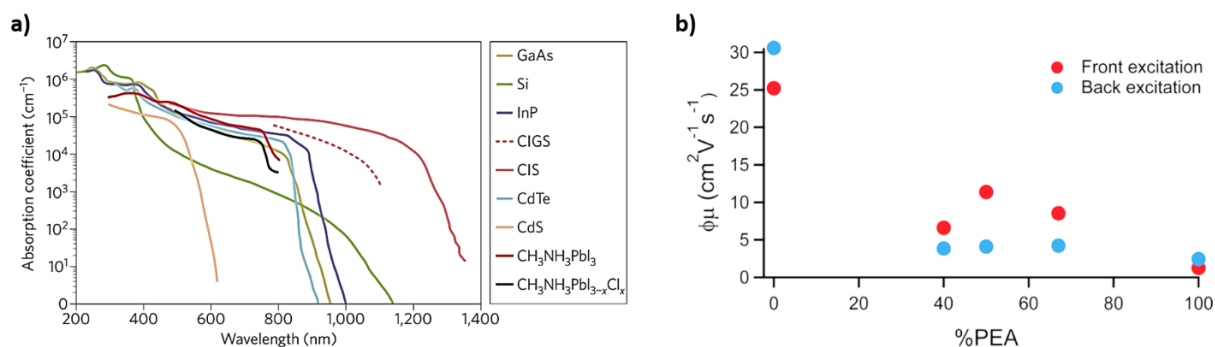 a)
10⁷
10⁶
10⁵
10⁴
10³
10²
10¹
0
Absorption coefficient (cm⁻¹)
200 400 600 800 1,000 1,200 1,400
Wavelength (nm)
GaAs
Si
InP
CIGS
CIS
CdTe
CdS
CH₃NH₃PbI₃
CH₃NH₃PbI₃₋ₓClₓ
b)
30
25
20
15
10
5
0
ϕμ (cm²V⁻¹s⁻¹)
Front excitation
Back excitation
0 20 40 60 80 100
%PEA